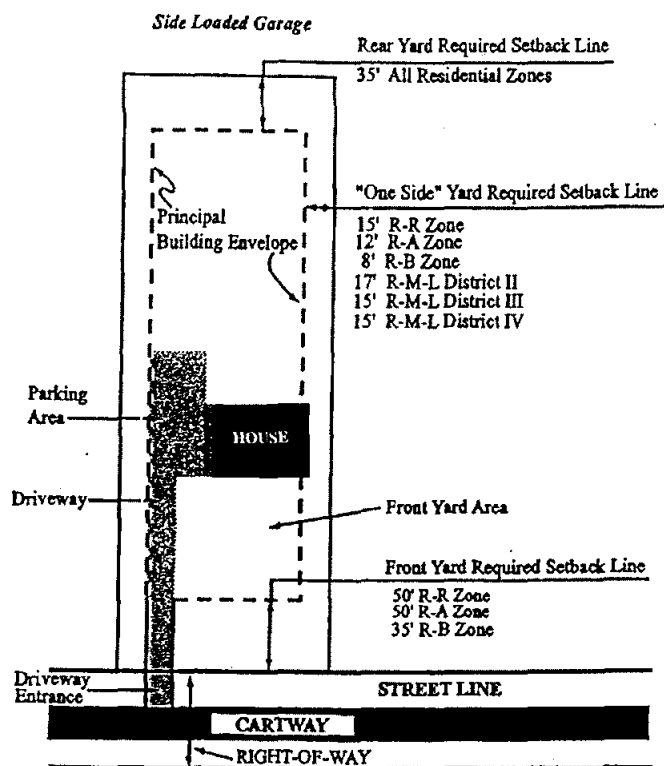 Side Loaded Garage
Rear Yard Required Setback Line
35' All Residential Zones
"One Side" Yard Required Setback Line
15' R-R Zone
12' R-A Zone
8' R-B Zone
17' R-M-L District II
15' R-M-L District III
15' R-M-L District IV
Principal
Building Envelope
Parking
Area
HOUSE
Driveway
Front Yard Area
Front Yard Required Setback Line
50' R-R Zone
50' R-A Zone
35' R-B Zone
Driveway
Entrance
STREET LINE
CARTWAY
RIGHT-OF-WAY